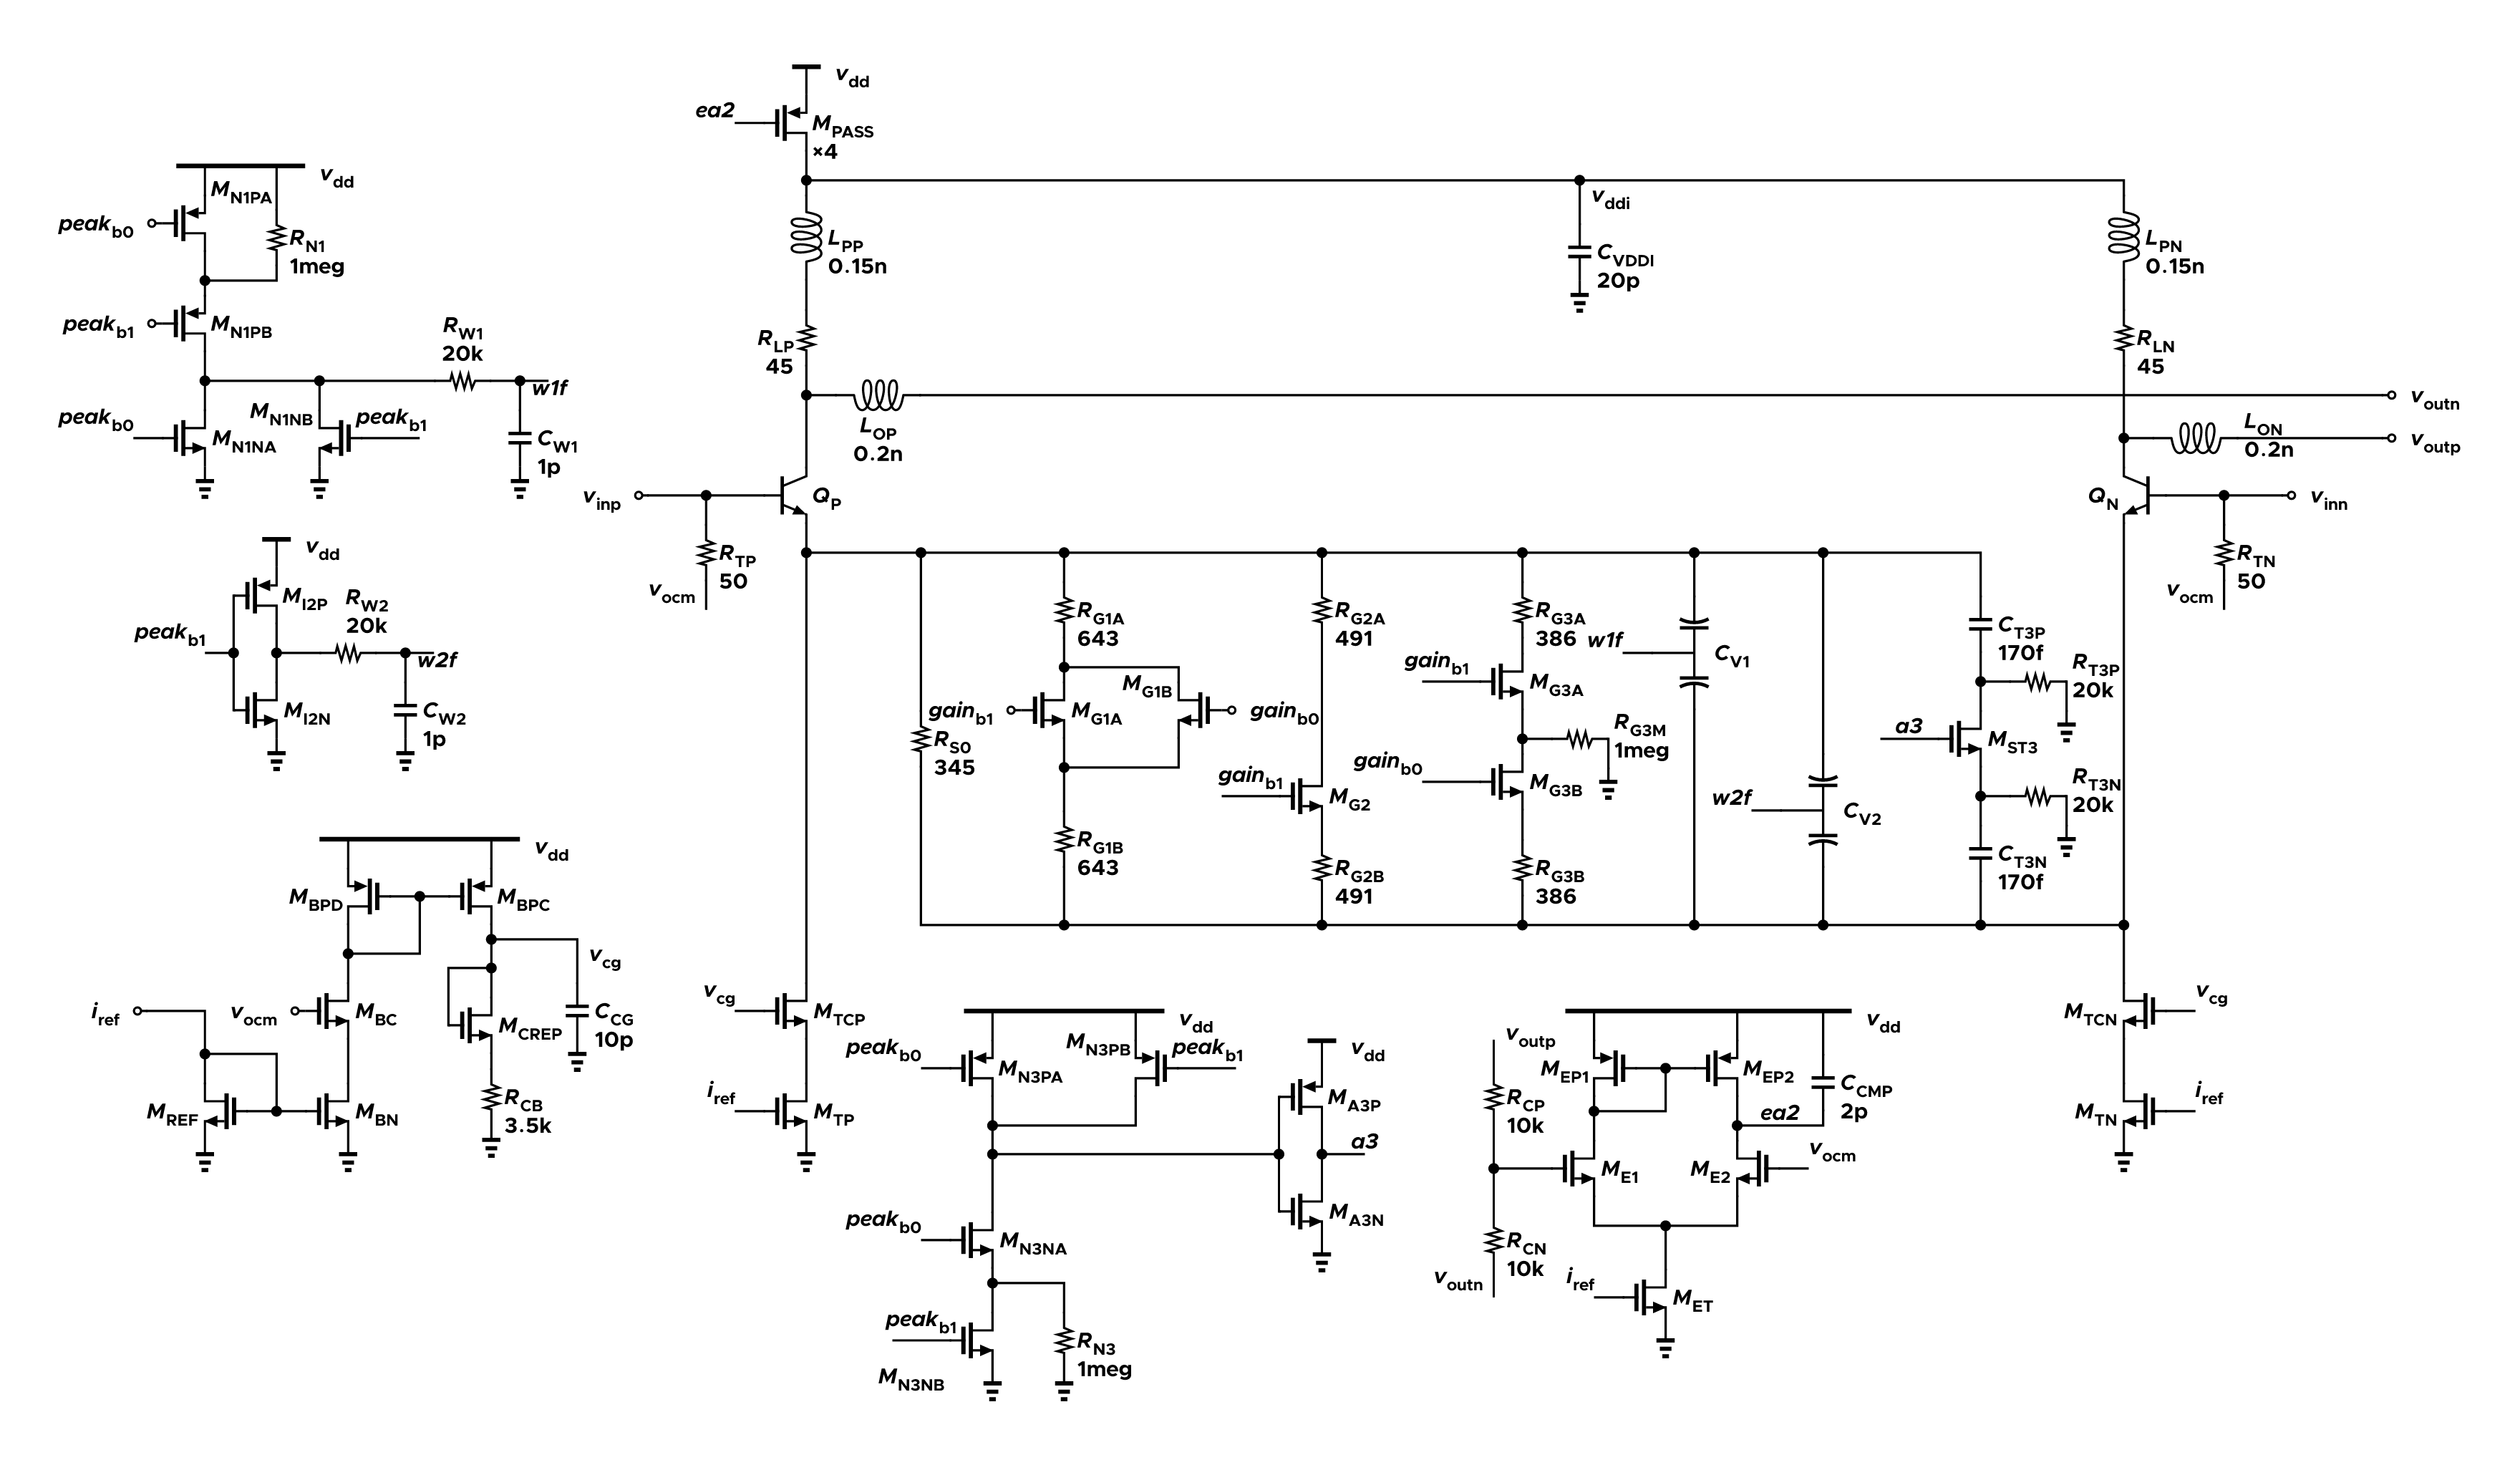 vdd
ea2
MPASS
×4
vddi
LPP
0.15n
CVDDI
20p
LPN
0.15n
RLP
45
RLN
45
LOP
0.2n
voutn
LON
0.2n
voutp
vinp
QP
RTP
50
vocm
QN
vinn
RTN
50
vocm
MN1PA
vdd
peakb0
RN1
1meg
peakb1
MN1PB
RW1
20k
w1f
peakb0
MN1NA
MN1NB
peakb1
CW1
1p
vdd
MI2P
RW2
20k
peakb1
w2f
MI2N
CW2
1p
vdd
MBPD
MBPC
vcg
iref
vocm
MBC
MCREP
CCG
10p
MREF
MBN
RCB
3.5k
RS0
345
RG1A
643
gainb1
MG1A
MG1B
gainb0
RG1B
643
RG2A
491
gainb1
MG2
RG2B
491
RG3A
386
gainb1
MG3A
RG3M
1meg
gainb0
MG3B
RG3B
386
w1f
CV1
w2f
CV2
CT3P
170f
RT3P
20k
a3
MST3
RT3N
20k
CT3N
170f
vcg
MTCP
iref
MTP
vcg
MTCN
iref
MTN
vdd
peakb0
MN3PA
MN3PB
peakb1
vdd
MA3P
a3
MA3N
peakb0
MN3NA
peakb1
MN3NB
RN3
1meg
voutp
RCP
10k
RCN
10k
voutn
vdd
MEP1
MEP2
CCMP
2p
ea2
ME1
ME2
vocm
iref
MET